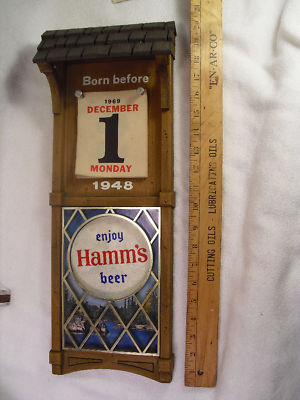 Born before
1969
DECEMBER
1
MONDAY
1948
enjoy
Hamm's
beer
"EN-AR-CO"
CUTTING OILS - LUBRICATING OILS